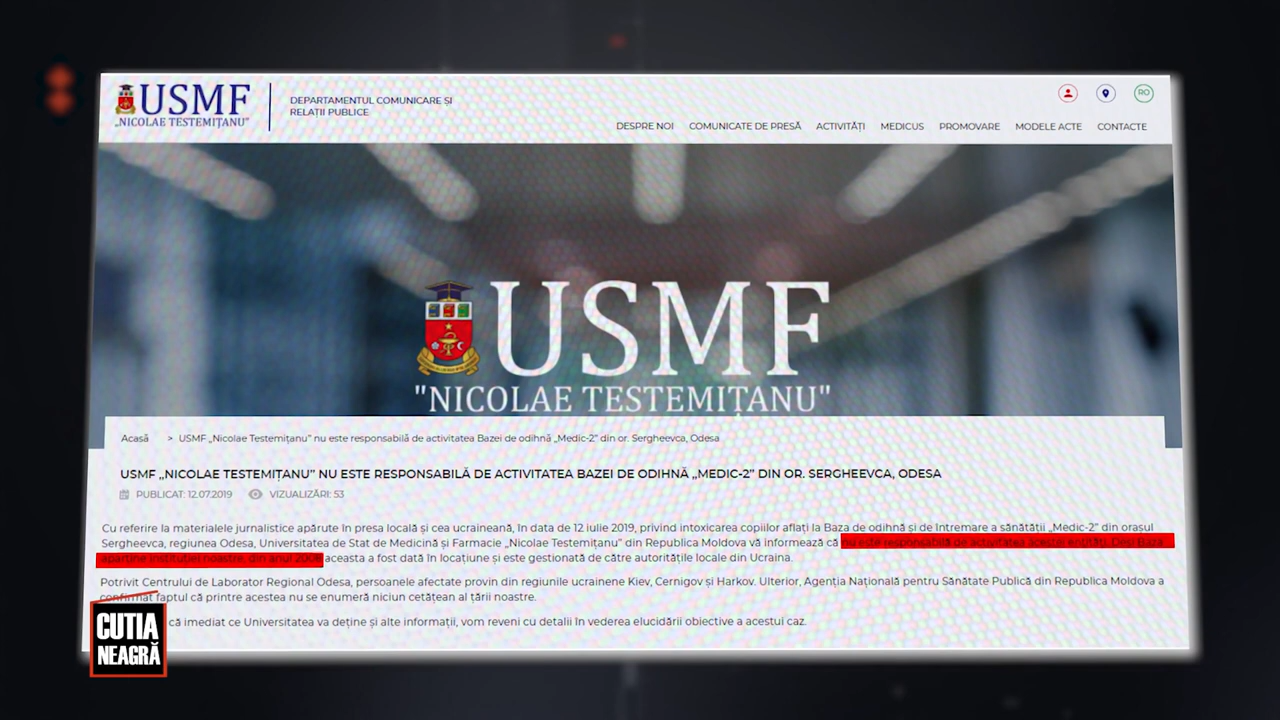 USMF
„NICOLAE TESTEMIȚANU”
DEPARTAMENTUL COMUNICARE ȘI
RELAȚII PUBLICE
RO
DESPRE NOI COMUNICATE DE PRESĂ ACTIVITĂȚI MEDICUS PROMOVARE MODELE ACTE CONTACTE
USMF
"NICOLAE TESTEMIȚANU"
Acasă > USMF „Nicolae Testemițanu” nu este responsabilă de activitatea Bazei de odihnă „Medic-2” din or. Sergheevca, Odesa
USMF „NICOLAE TESTEMIȚANU” NU ESTE RESPONSABILĂ DE ACTIVITATEA BAZEI DE ODIHNĂ „MEDIC-2” DIN OR. SERGHEEVCA, ODESA
PUBLICAT: 12.07.2019 VIZUALIZĂRI: 53
Cu referire la materialele jurnalistice apărute în presa locală și cea ucraineană, în data de 12 iulie 2019, privind intoxicarea copiilor aflați la Baza de odihnă și de întremare a sănătății „Medic-2” din orașul
Sergheevca, regiunea Odesa, Universitatea de Stat de Medicină și Farmacie „Nicolae Testemițanu” din Republica Moldova vă informează că nu este responsabilă de activitatea acestei entități. Deși Baza
aparține instituției noastre, din anul 2008 aceasta a fost dată în locațiune și este gestionată de către autoritățile locale din Ucraina.
Potrivit Centrului de Laborator Regional Odesa, persoanele afectate provin din regiunile ucrainene Kiev, Cernigov și Harkov. Ulterior, Agenția Națională pentru Sănătate Publică din Republica Moldova a
confirmat faptul că printre acestea nu se enumeră niciun cetățean al țării noastre.
că imediat ce Universitatea va deține și alte informații, vom reveni cu detalii în vederea elucidării obiective a acestui caz.
CUTIA
NEAGRĂ